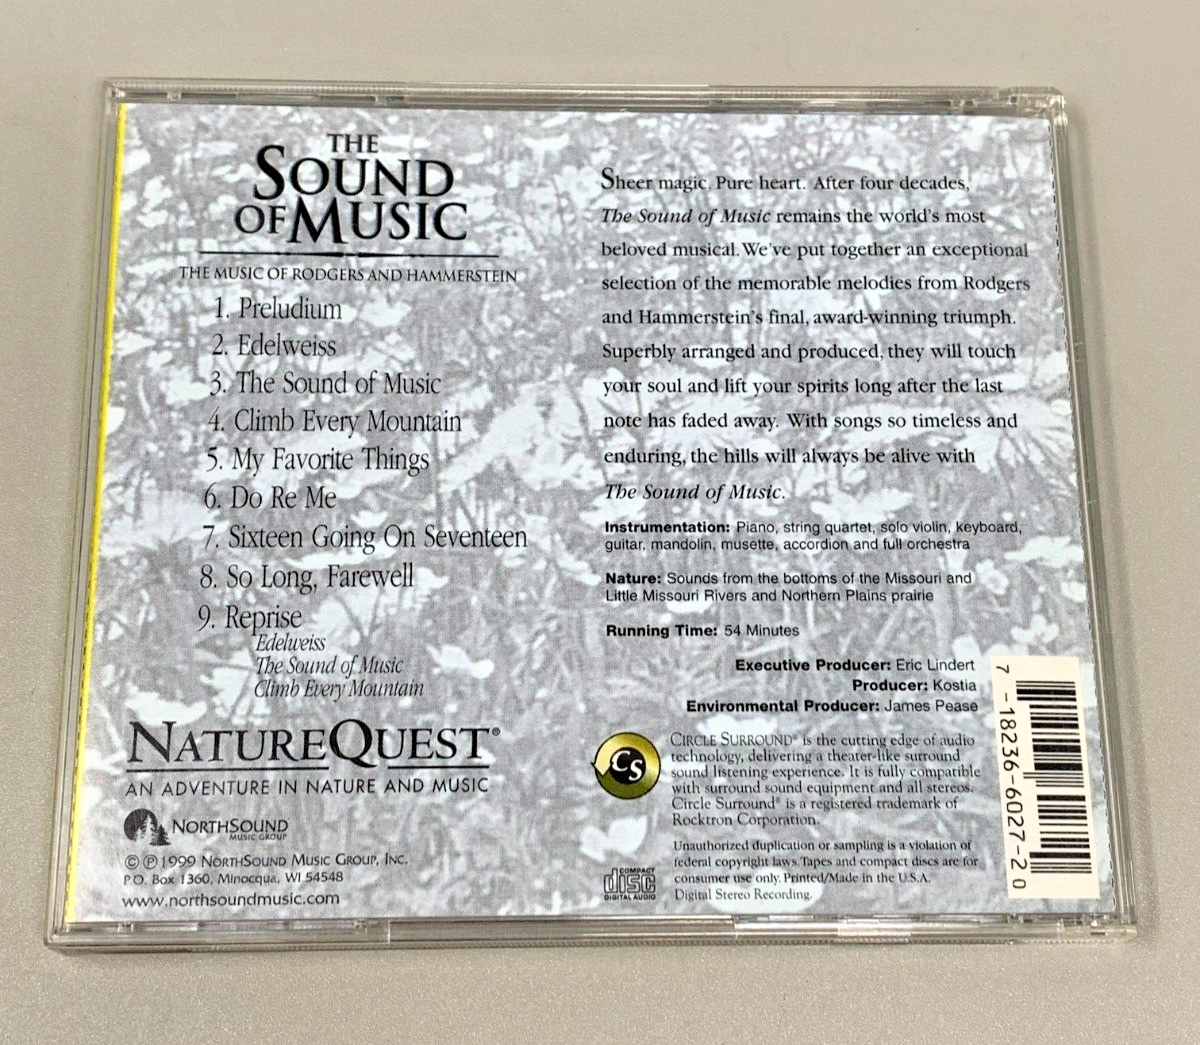 THE
SOUND
OF MUSIC
THE MUSIC OF RODGERS AND HAMMERSTEIN
1. Preludium
2. Edelweiss
3. The Sound of Music
4. Climb Every Mountain
5. My Favorite Things
6. Do Re Me
7. Sixteen Going On Seventeen
8. So Long, Farewell
9. Reprise
Edelweiss
The Sound of Music
Climb Every Mountain
NATUREQUEST®
AN ADVENTURE IN NATURE AND MUSIC
NORTHSOUND
MUSIC GROUP
© ℗ 1999 NORTHSOUND MUSIC GROUP, INC.
P.O. Box 1360, Minocqua, WI 54548
www.northsoundmusic.com
Sheer magic. Pure heart. After four decades,
The Sound of Music remains the world's most
beloved musical. We've put together an exceptional
selection of the memorable melodies from Rodgers
and Hammerstein's final, award-winning triumph.
Superbly arranged and produced, they will touch
your soul and lift your spirits long after the last
note has faded away. With songs so timeless and
enduring, the hills will always be alive with
The Sound of Music.
Instrumentation: Piano, string quartet, solo violin, keyboard,
guitar, mandolin, musette, accordion and full orchestra
Nature: Sounds from the bottoms of the Missouri and
Little Missouri Rivers and Northern Plains prairie
Running Time: 54 Minutes
Executive Producer: Eric Lindert
Producer: Kostia
Environmental Producer: James Pease
CS
CIRCLE SURROUND® is the cutting edge of audio
technology, delivering a theater-like surround
sound listening experience. It is fully compatible
with surround sound equipment and all stereos.
Circle Surround® is a registered trademark of
Rocktron Corporation.
COMPACT
disc
DIGITAL AUDIO
Unauthorized duplication or sampling is a violation of
federal copyright laws. Tapes and compact discs are for
consumer use only. Printed/Made in the U.S.A.
Digital Stereo Recording.
7 -18236-6027-2 0